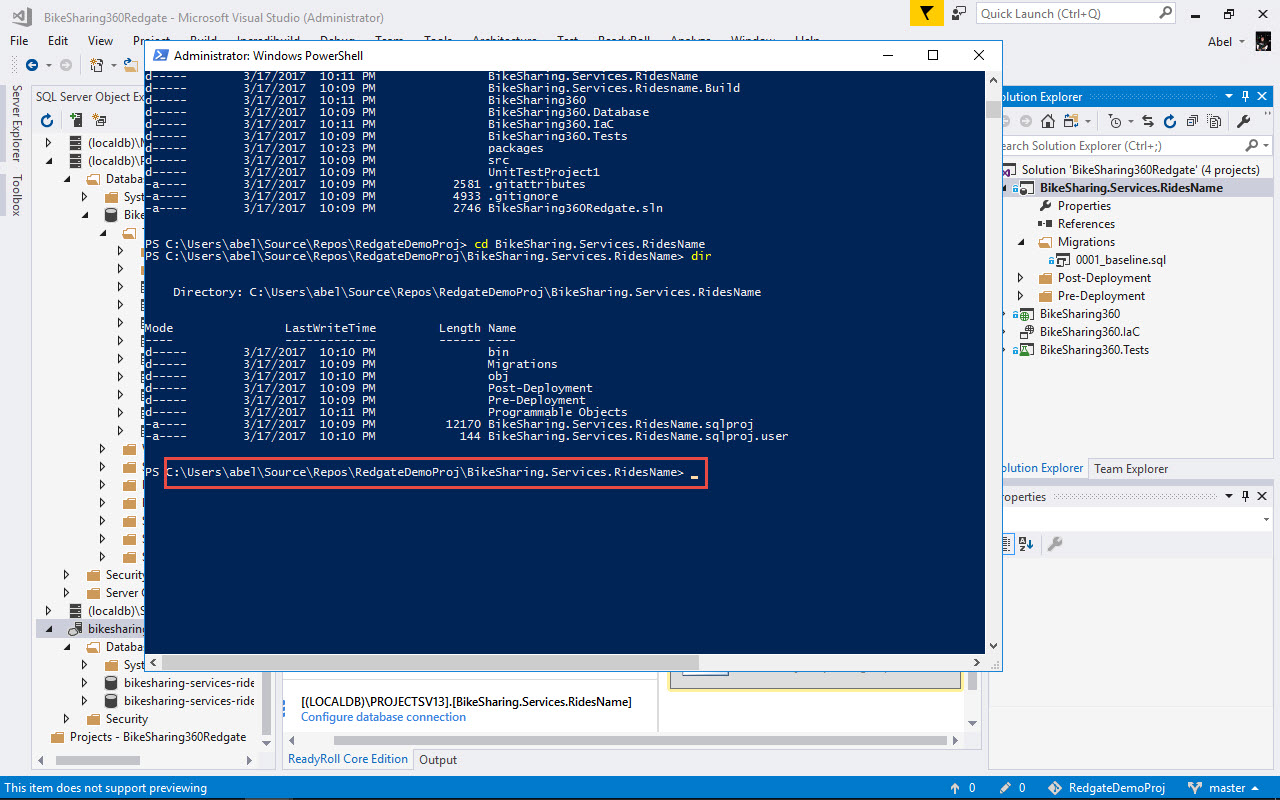 BikeSharing360Redgate - Microsoft Visual Studio (Administrator)
Quick Launch (Ctrl+Q)
File Edit View
Abel
Administrator: Windows PowerShell
Server Explorer
Toolbox
SQL Server Object Ex
(localdb)\
(localdb)\
Databa
Syst
Bike
Security
Server
(localdb)\
bikesharing
Databa
Syst
bikesharing-services-ride
bikesharing-services-ride
Security
Projects - BikeSharing360Redgate
d----- 3/17/2017 10:11 PM BikeSharing.Services.RidesName
d----- 3/17/2017 10:09 PM BikeSharing.Services.Ridesname.Build
d----- 3/17/2017 10:11 PM BikeSharing360
d----- 3/17/2017 10:09 PM BikeSharing360.Database
d----- 3/17/2017 10:11 PM BikeSharing360.IaC
d----- 3/17/2017 10:09 PM BikeSharing360.Tests
d----- 3/17/2017 10:23 PM packages
d----- 3/17/2017 10:09 PM src
d----- 3/17/2017 10:09 PM UnitTestProject1
-a---- 3/17/2017 10:09 PM 2581 .gitattributes
-a---- 3/17/2017 10:09 PM 4933 .gitignore
-a---- 3/17/2017 10:09 PM 2746 BikeSharing360Redgate.sln
PS C:\Users\abel\Source\Repos\RedgateDemoProj> cd BikeSharing.Services.RidesName
PS C:\Users\abel\Source\Repos\RedgateDemoProj\BikeSharing.Services.RidesName> dir
Directory: C:\Users\abel\Source\Repos\RedgateDemoProj\BikeSharing.Services.RidesName
Mode LastWriteTime Length Name
---- ------------- ------ ----
d----- 3/17/2017 10:10 PM bin
d----- 3/17/2017 10:09 PM Migrations
d----- 3/17/2017 10:10 PM obj
d----- 3/17/2017 10:09 PM Post-Deployment
d----- 3/17/2017 10:09 PM Pre-Deployment
d----- 3/17/2017 10:11 PM Programmable Objects
-a---- 3/17/2017 10:09 PM 12170 BikeSharing.Services.RidesName.sqlproj
-a---- 3/17/2017 10:10 PM 144 BikeSharing.Services.RidesName.sqlproj.user
PS C:\Users\abel\Source\Repos\RedgateDemoProj\BikeSharing.Services.RidesName> _
[(LOCALDB)\PROJECTSV13].[BikeSharing.Services.RidesName]
Configure database connection
ReadyRoll Core Edition Output
olution Explorer
earch Solution Explorer (Ctrl+;)
Solution 'BikeSharing360Redgate' (4 projects)
BikeSharing.Services.RidesName
Properties
References
Migrations
0001_baseline.sql
Post-Deployment
Pre-Deployment
BikeSharing360
BikeSharing360.IaC
BikeSharing360.Tests
olution Explorer Team Explorer
roperties
This item does not support previewing
0 0 RedgateDemoProj master